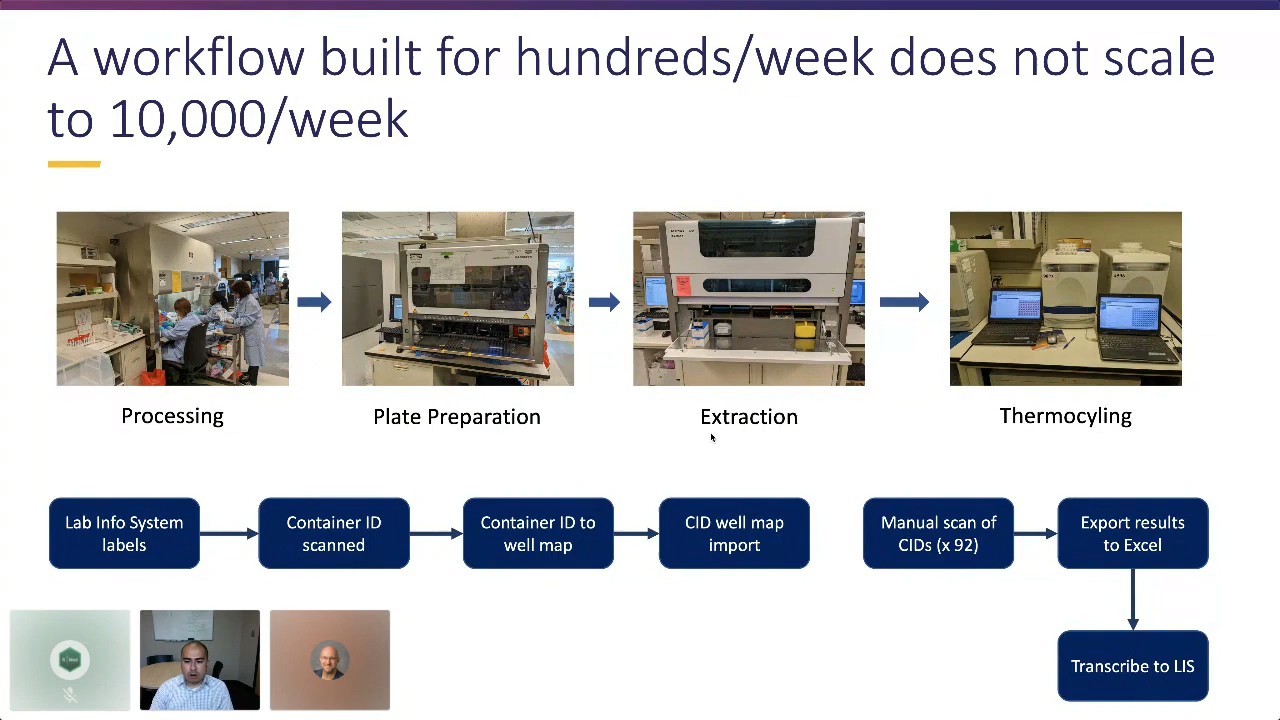 A workflow built for hundreds/week does not scale
to 10,000/week
Processing
Plate Preparation
Extraction
Thermocyling
Lab Info System
labels
Container ID
scanned
Container ID to
well map
CID well map
import
Manual scan of
CIDs (x 92)
Export results
to Excel
Transcribe to LIS